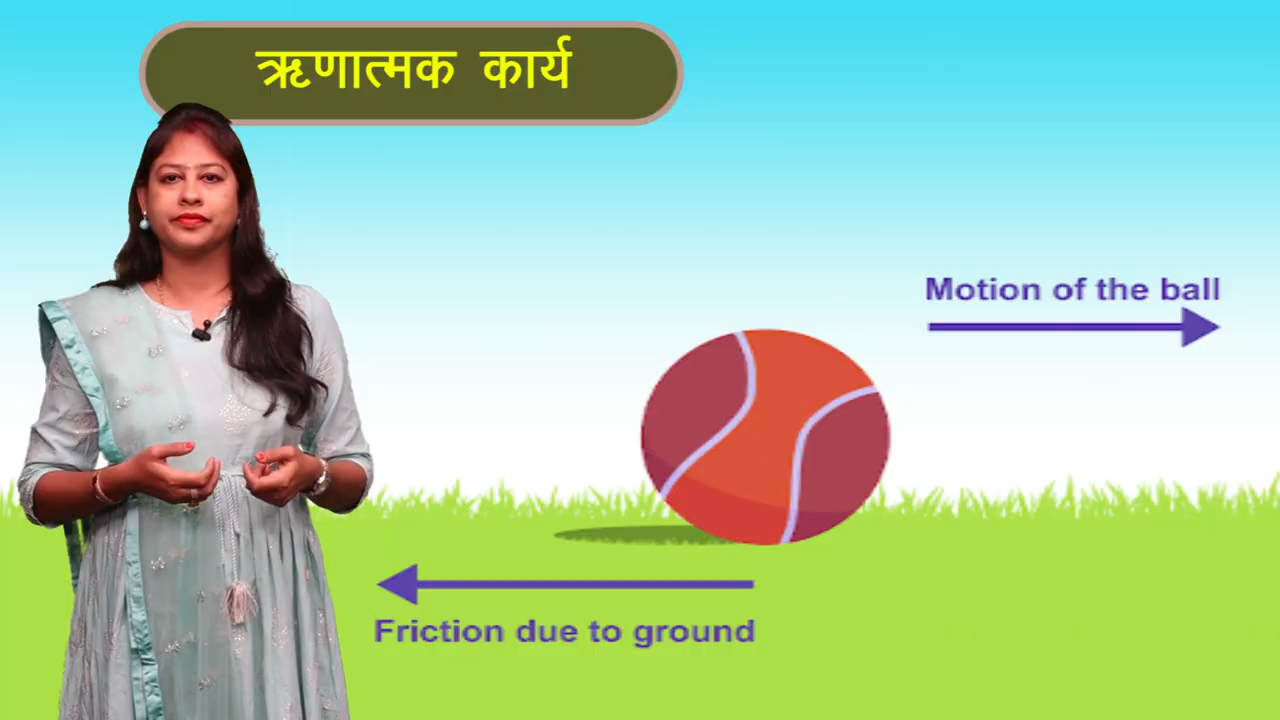 ऋणात्मक कार्य
Motion of the ball
Friction due to ground